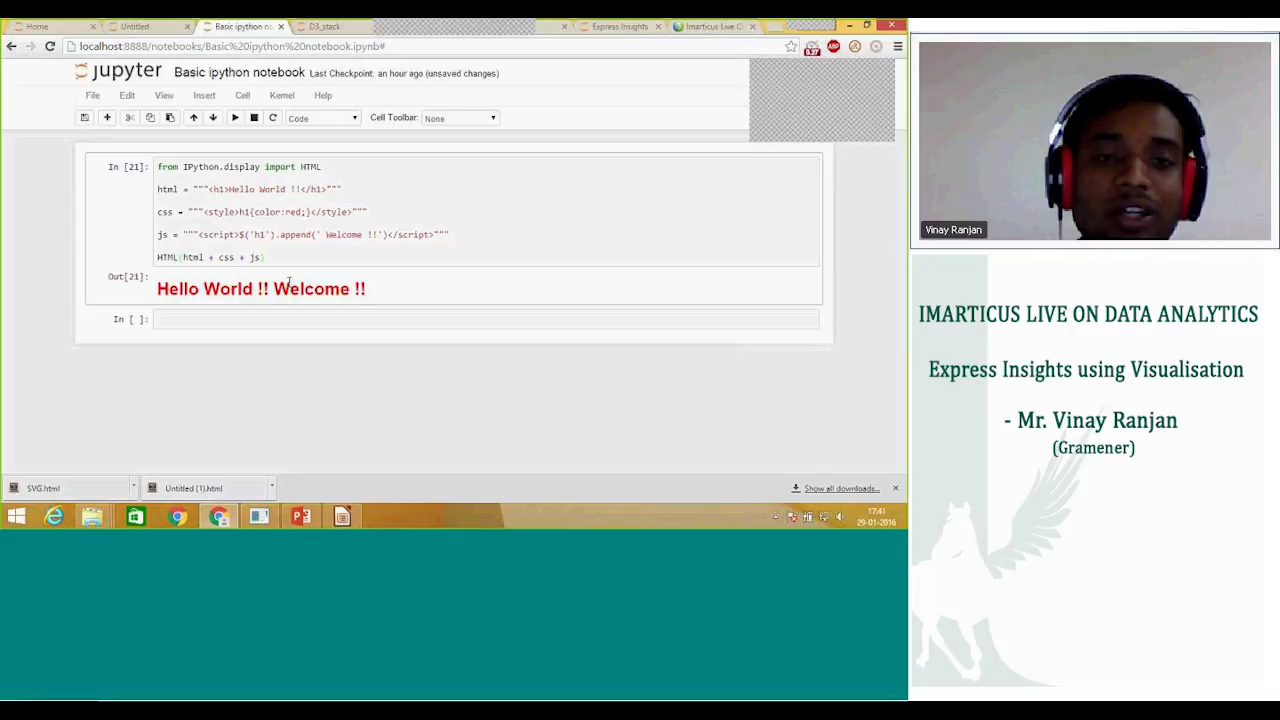 Home
Untitled
Basic ipython n
D3_stack
Express Insights
Imarticus Live C
localhost:8888/notebooks/Basic%20ipython%20notebook.ipynb#
0.27
ABP
jupyter
Basic ipython notebook
Last Checkpoint: an hour ago (unsaved changes)
File Edit View Insert Cell Kernel Help
Code
Cell Toolbar:
None
In [21]:
from IPython.display import HTML
html = """<h1>Hello World !!</h1>"""
css = """<style>h1{color:red;}</style>"""
js = """<script>$('h1').append(' Welcome !!')</script>"""
HTML(html + css + js)
Out[21]:
Hello World !! Welcome !!
In [ ]:
SVG.html
Untitled (1).html
Show all downloads...
17:41
29-01-2016
Vinay Ranjan
IMARTICUS LIVE ON DATA ANALYTICS
Express Insights using Visualisation
- Mr. Vinay Ranjan
(Gramener)